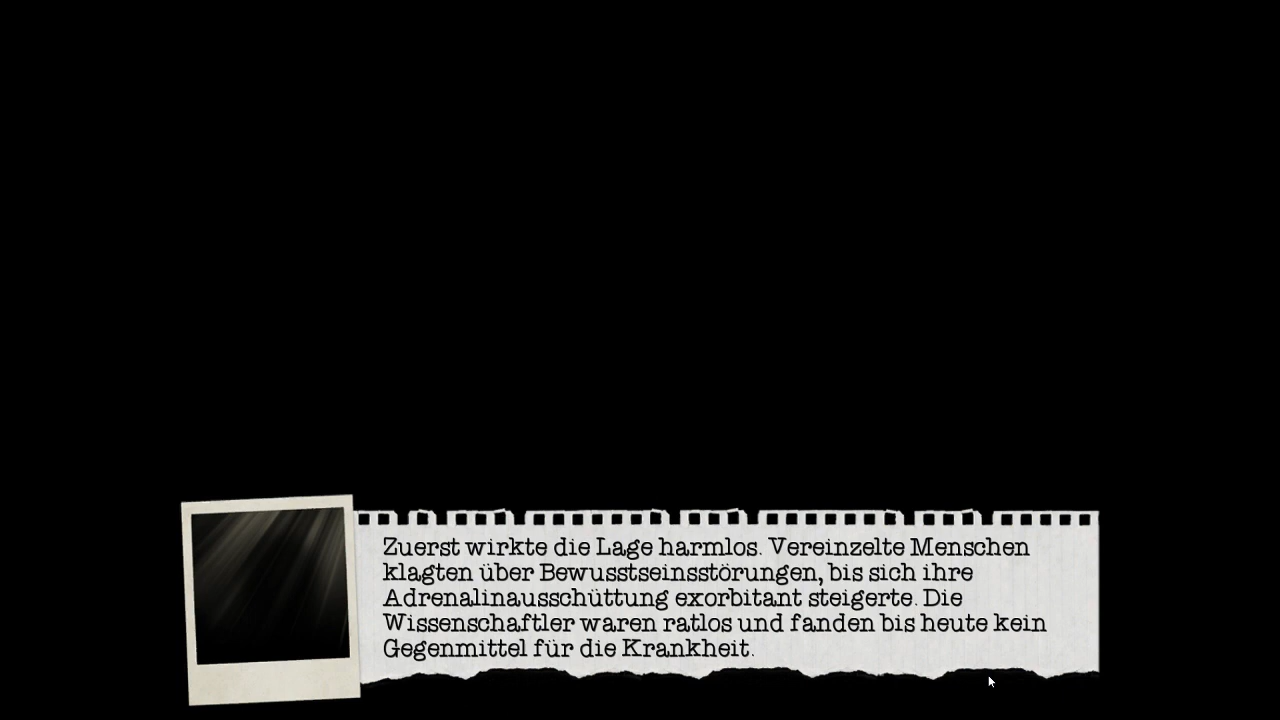 Zuerst wirkte die Lage harmlos. Vereinzelte Menschen
klagten über Bewusstseinsstörungen, bis sich ihre
Adrenalinausschüttung exorbitant steigerte. Die
Wissenschaftler waren ratlos und fanden bis heute kein
Gegenmittel für die Krankheit.